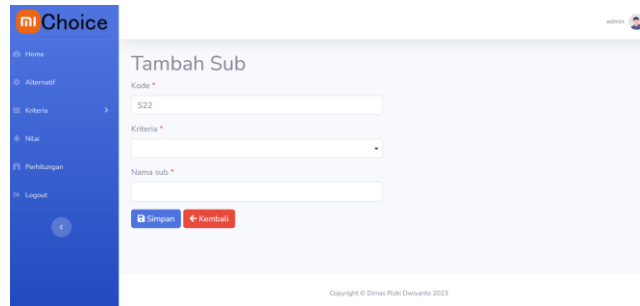 mi Choice
admin
Home
Alternatif
Kriteria
Nilai
Perhitungan
Logout
Tambah Sub
Kode *
S22
Kriteria *
Nama sub *
Simpan
Kembali
Copyright © Dimas Rizki Dwiyanto 2023